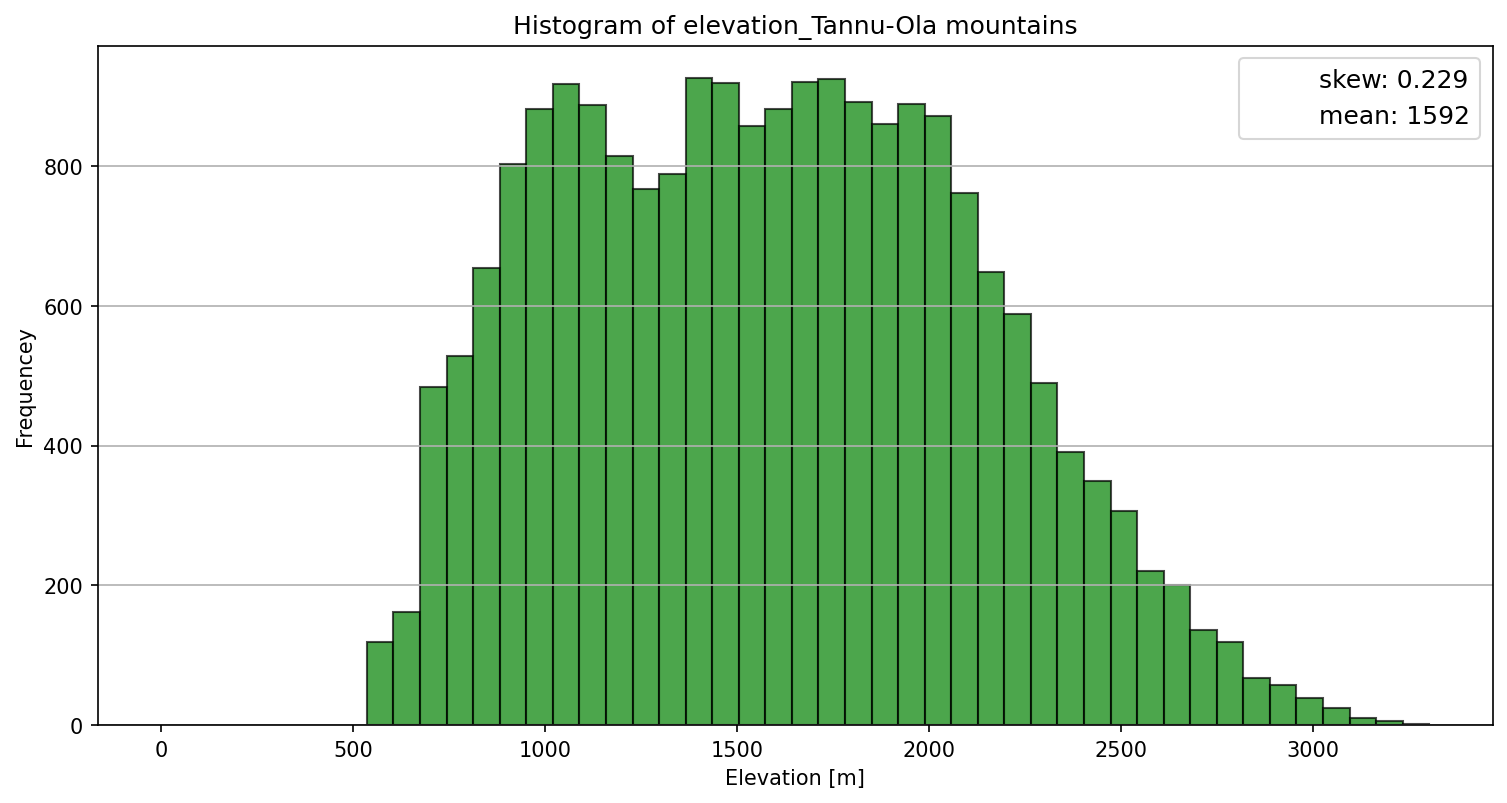 Histogram of elevation_Tannu-Ola mountains
skew: 0.229
mean: 1592
Frequencey
800
600
400
200
0
0 500 1000 1500 2000 2500 3000
Elevation [m]